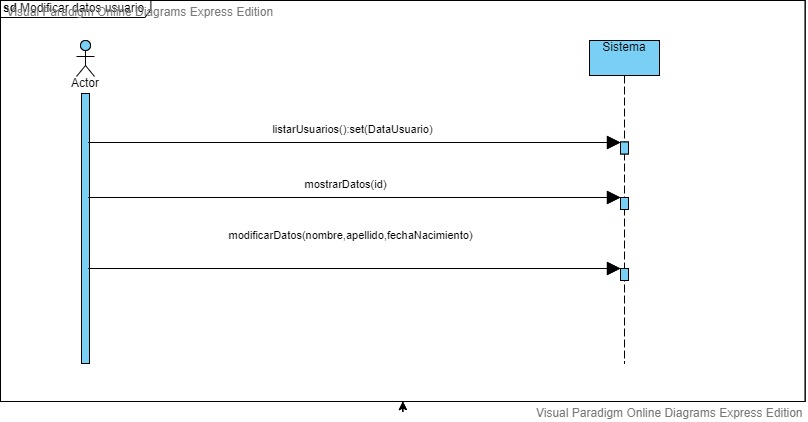 sd Modificar datos usuario
Visual Paradigm Online Diagrams Express Edition
Sistema
Actor
listarUsuarios():set(DataUsuario)
mostrarDatos(id)
modificarDatos(nombre,apellido,fechaNacimiento)
Visual Paradigm Online Diagrams Express Edition